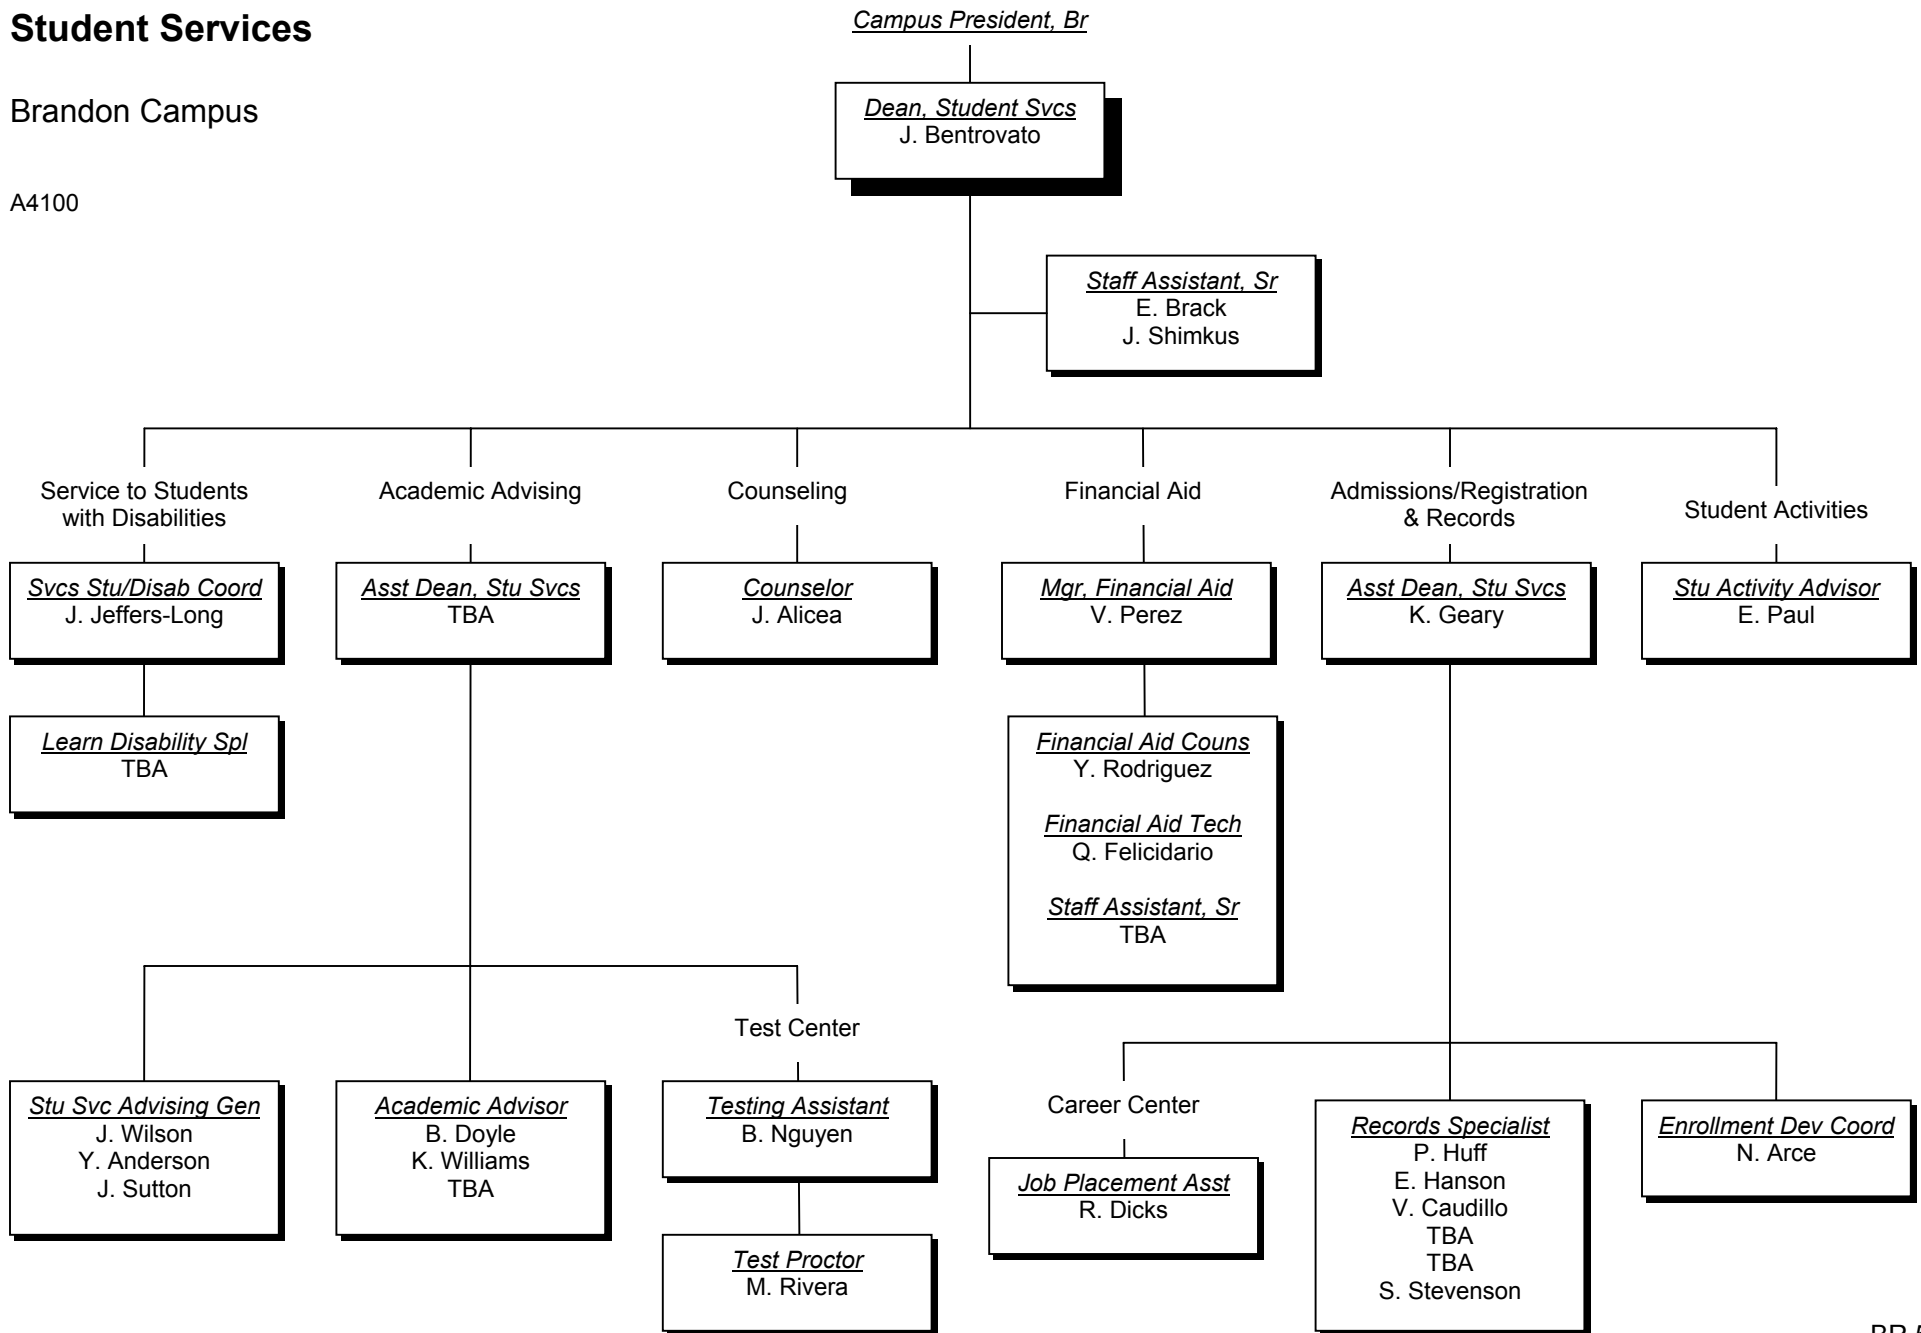 Student Services
Brandon Campus
A4100
Campus President, Br
Dean, Student Svcs
J. Bentrovato
Staff Assistant, Sr
E. Brack
J. Shimkus
Service to Students
with Disabilities
Svcs Stu/Disab Coord
J. Jeffers-Long
Learn Disability Spl
TBA
Academic Advising
Asst Dean, Stu Svcs
TBA
Stu Svc Advising Gen
J. Wilson
Y. Anderson
J. Sutton
Academic Advisor
B. Doyle
K. Williams
TBA
Test Center
Testing Assistant
B. Nguyen
Test Proctor
M. Rivera
Counseling
Counselor
J. Alicea
Financial Aid
Mgr, Financial Aid
V. Perez
Financial Aid Couns
Y. Rodriguez
Financial Aid Tech
Q. Felicidario
Staff Assistant, Sr
TBA
Admissions/Registration
& Records
Asst Dean, Stu Svcs
K. Geary
Career Center
Job Placement Asst
R. Dicks
Records Specialist
P. Huff
E. Hanson
V. Caudillo
TBA
TBA
S. Stevenson
Enrollment Dev Coord
N. Arce
Student Activities
Stu Activity Advisor
E. Paul